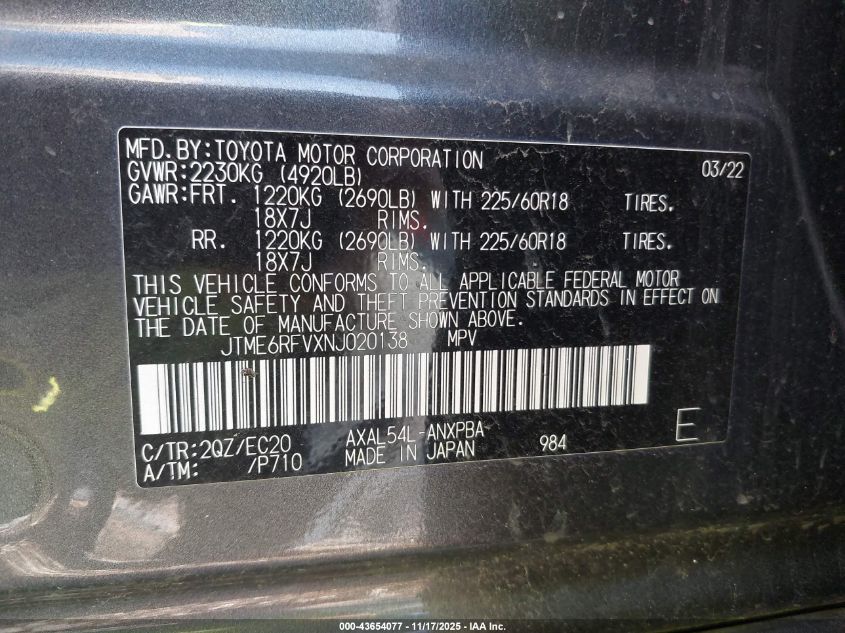 MFD.BY:TOYOTA MOTOR CORPORATION 03/22
GVWR:2230KG (4920LB)
GAWR:FRT. 1220KG (2690LB) WITH 225/60R18 TIRES.
18X7J RIMS.
RR. 1220KG (2690LB) WITH 225/60R18 TIRES.
18X7J RIMS.
THIS VEHICLE CONFORMS TO ALL APPLICABLE FEDERAL MOTOR
VEHICLE SAFETY AND THEFT PREVENTION STANDARDS IN EFFECT ON
THE DATE OF MANUFACTURE SHOWN ABOVE.
JTME6RFVXNJ020138 MPV
C/TR:2QZ/EC20 AXAL54L-ANXPBA 984 E
A/TM: /P710 MADE IN JAPAN
000-43654077 - 11/17/2025 - IAA Inc.